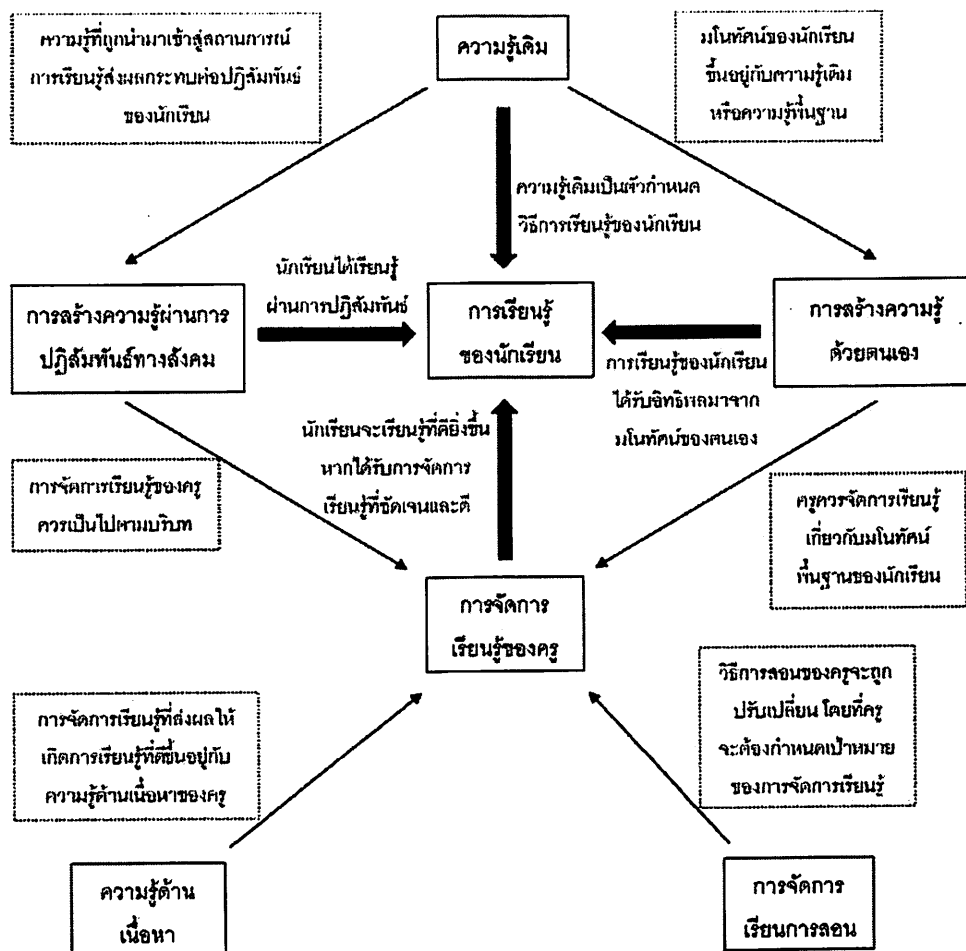 ความรู้ที่ถูกนำมาเข้าสู่สถานการณ์
การเรียนรู้ส่งผลกระทบต่อปฏิสัมพันธ์
ของนักเรียน
ความรู้เดิม
มโนทัศน์ของนักเรียน
ขึ้นอยู่กับความรู้เดิม
หรือความรู้พื้นฐาน
ความรู้เดิมเป็นตัวกำหนด
วิธีการเรียนรู้ของนักเรียน
นักเรียนได้เรียนรู้
ผ่านการปฏิสัมพันธ์
การสร้างความรู้ผ่านการ
ปฏิสัมพันธ์ทางสังคม
การเรียนรู้
ของนักเรียน
การสร้างความรู้
ด้วยตนเอง
การเรียนรู้ของนักเรียน
ได้รับอิทธิพลมาจาก
มโนทัศน์ของตนเอง
นักเรียนจะเรียนรู้ที่ดียิ่งขึ้น
หากได้รับการจัดการ
เรียนรู้ที่ชัดเจนและดี
การจัดการเรียนรู้ของครู
ควรเป็นไปตามบริบท
ครูควรจัดการเรียนรู้
เกี่ยวกับมโนทัศน์
พื้นฐานของนักเรียน
การจัดการ
เรียนรู้ของครู
การจัดการเรียนรู้ที่ส่งผลให้
เกิดการเรียนรู้ที่ดีขึ้นอยู่กับ
ความรู้ด้านเนื้อหาของครู
วิธีการสอนของครูจะถูก
ปรับเปลี่ยน โดยที่ครู
จะต้องกำหนดเป้าหมาย
ของการจัดการเรียนรู้
ความรู้ด้าน
เนื้อหา
การจัดการ
เรียนการสอน